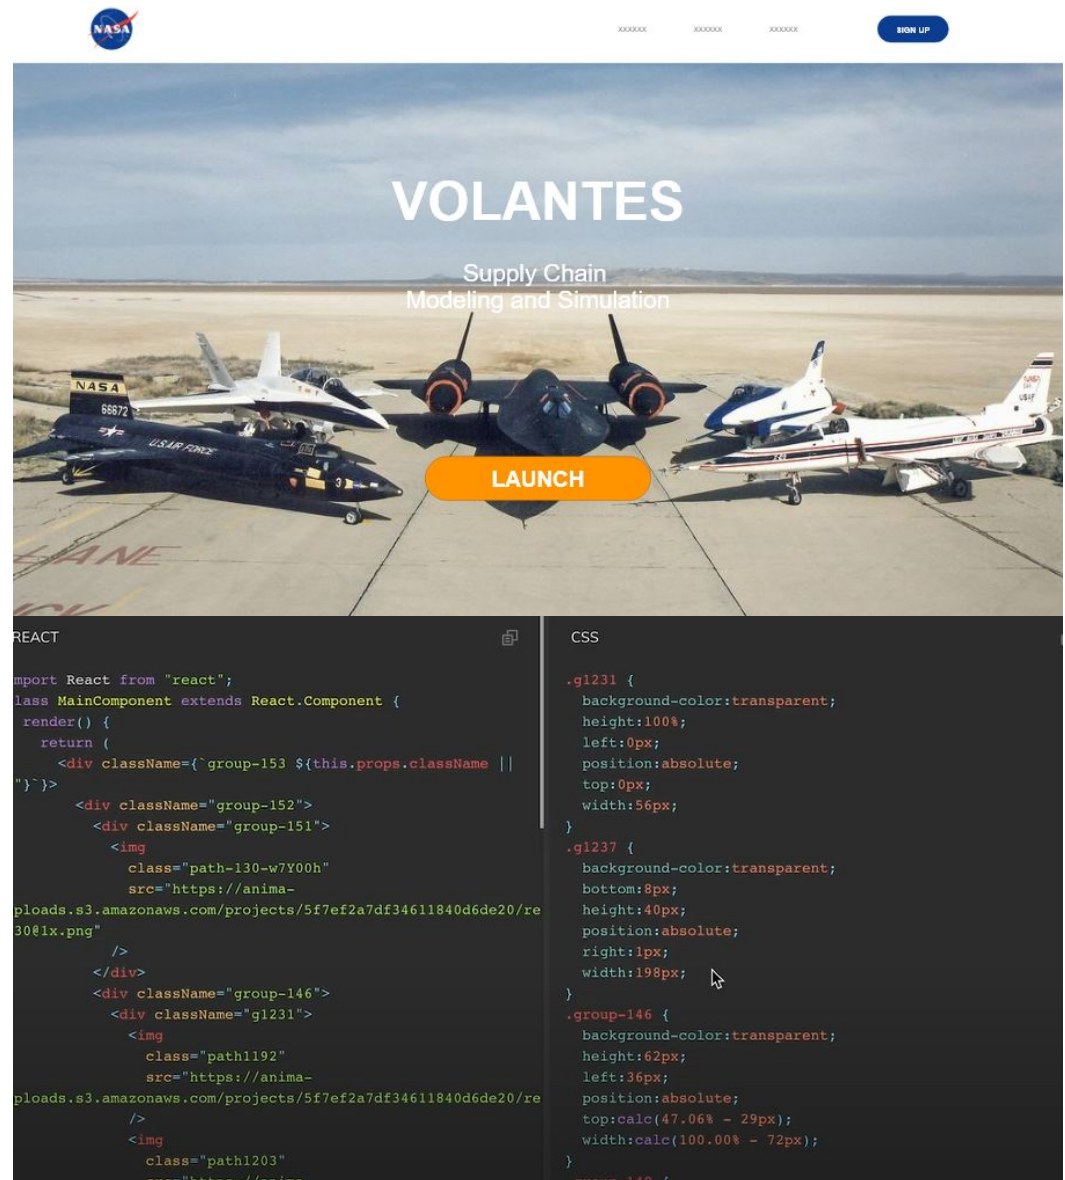 NASA
xxxxxx xxxxxx xxxxxx SIGN UP
VOLANTES
Supply Chain
Modeling and Simulation
NASA
66672
U.S. AIR FORCE
3
USAF
X-29
LAUNCH
LANE
REACT
mport React from "react";
lass MainComponent extends React.Component {
render() {
return (
<div className={`group-153 ${this.props.className ||
"}`}>
<div className="group-152">
<div className="group-151">
<img
class="path-130-w7Y00h"
src="https://anima-
ploads.s3.amazonaws.com/projects/5f7ef2a7df34611840d6de20/re
30@1x.png"
/>
</div>
<div className="group-146">
<div className="g1231">
<img
class="path1192"
src="https://anima-
ploads.s3.amazonaws.com/projects/5f7ef2a7df34611840d6de20/re
/>
<img
class="path1203"
CSS
.g1231 {
background-color:transparent;
height:100%;
left:0px;
position:absolute;
top:0px;
width:56px;
}
.g1237 {
background-color:transparent;
bottom:8px;
height:40px;
position:absolute;
right:1px;
width:198px;
}
.group-146 {
background-color:transparent;
height:62px;
left:36px;
position:absolute;
top:calc(47.06% - 29px);
width:calc(100.00% - 72px);
}